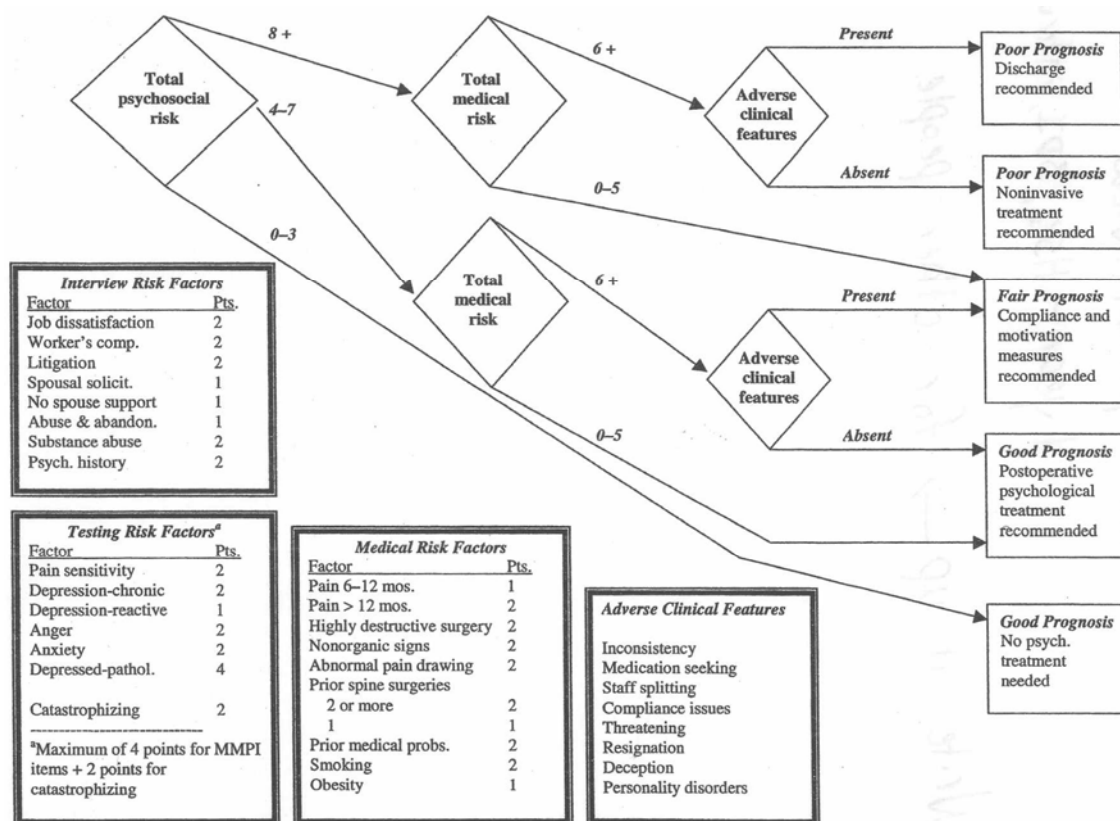 8 +
Total
psychosocial
risk
4–7
0–3
Total
medical
risk
6 +
0–5
Adverse
clinical
features
Present
Absent
Poor Prognosis
Discharge
recommended
Poor Prognosis
Noninvasive
treatment
recommended
Total
medical
risk
6 +
0–5
Adverse
clinical
features
Present
Absent
Fair Prognosis
Compliance and
motivation
measures
recommended
Good Prognosis
Postoperative
psychological
treatment
recommended
Good Prognosis
No psych.
treatment
needed
Interview Risk Factors
Factor Pts.
Job dissatisfaction 2
Worker's comp. 2
Litigation 2
Spousal solicit. 1
No spouse support 1
Abuse & abandon. 1
Substance abuse 2
Psych. history 2
Testing Risk Factorsᵃ
Factor Pts.
Pain sensitivity 2
Depression-chronic 2
Depression-reactive 1
Anger 2
Anxiety 2
Depressed-pathol. 4
Catastrophizing 2
ᵃMaximum of 4 points for MMPI
items + 2 points for
catastrophizing
Medical Risk Factors
Factor Pts.
Pain 6–12 mos. 1
Pain > 12 mos. 2
Highly destructive surgery 2
Nonorganic signs 2
Abnormal pain drawing 2
Prior spine surgeries
2 or more 2
1 1
Prior medical probs. 2
Smoking 2
Obesity 1
Adverse Clinical Features
Inconsistency
Medication seeking
Staff splitting
Compliance issues
Threatening
Resignation
Deception
Personality disorders
people
Write